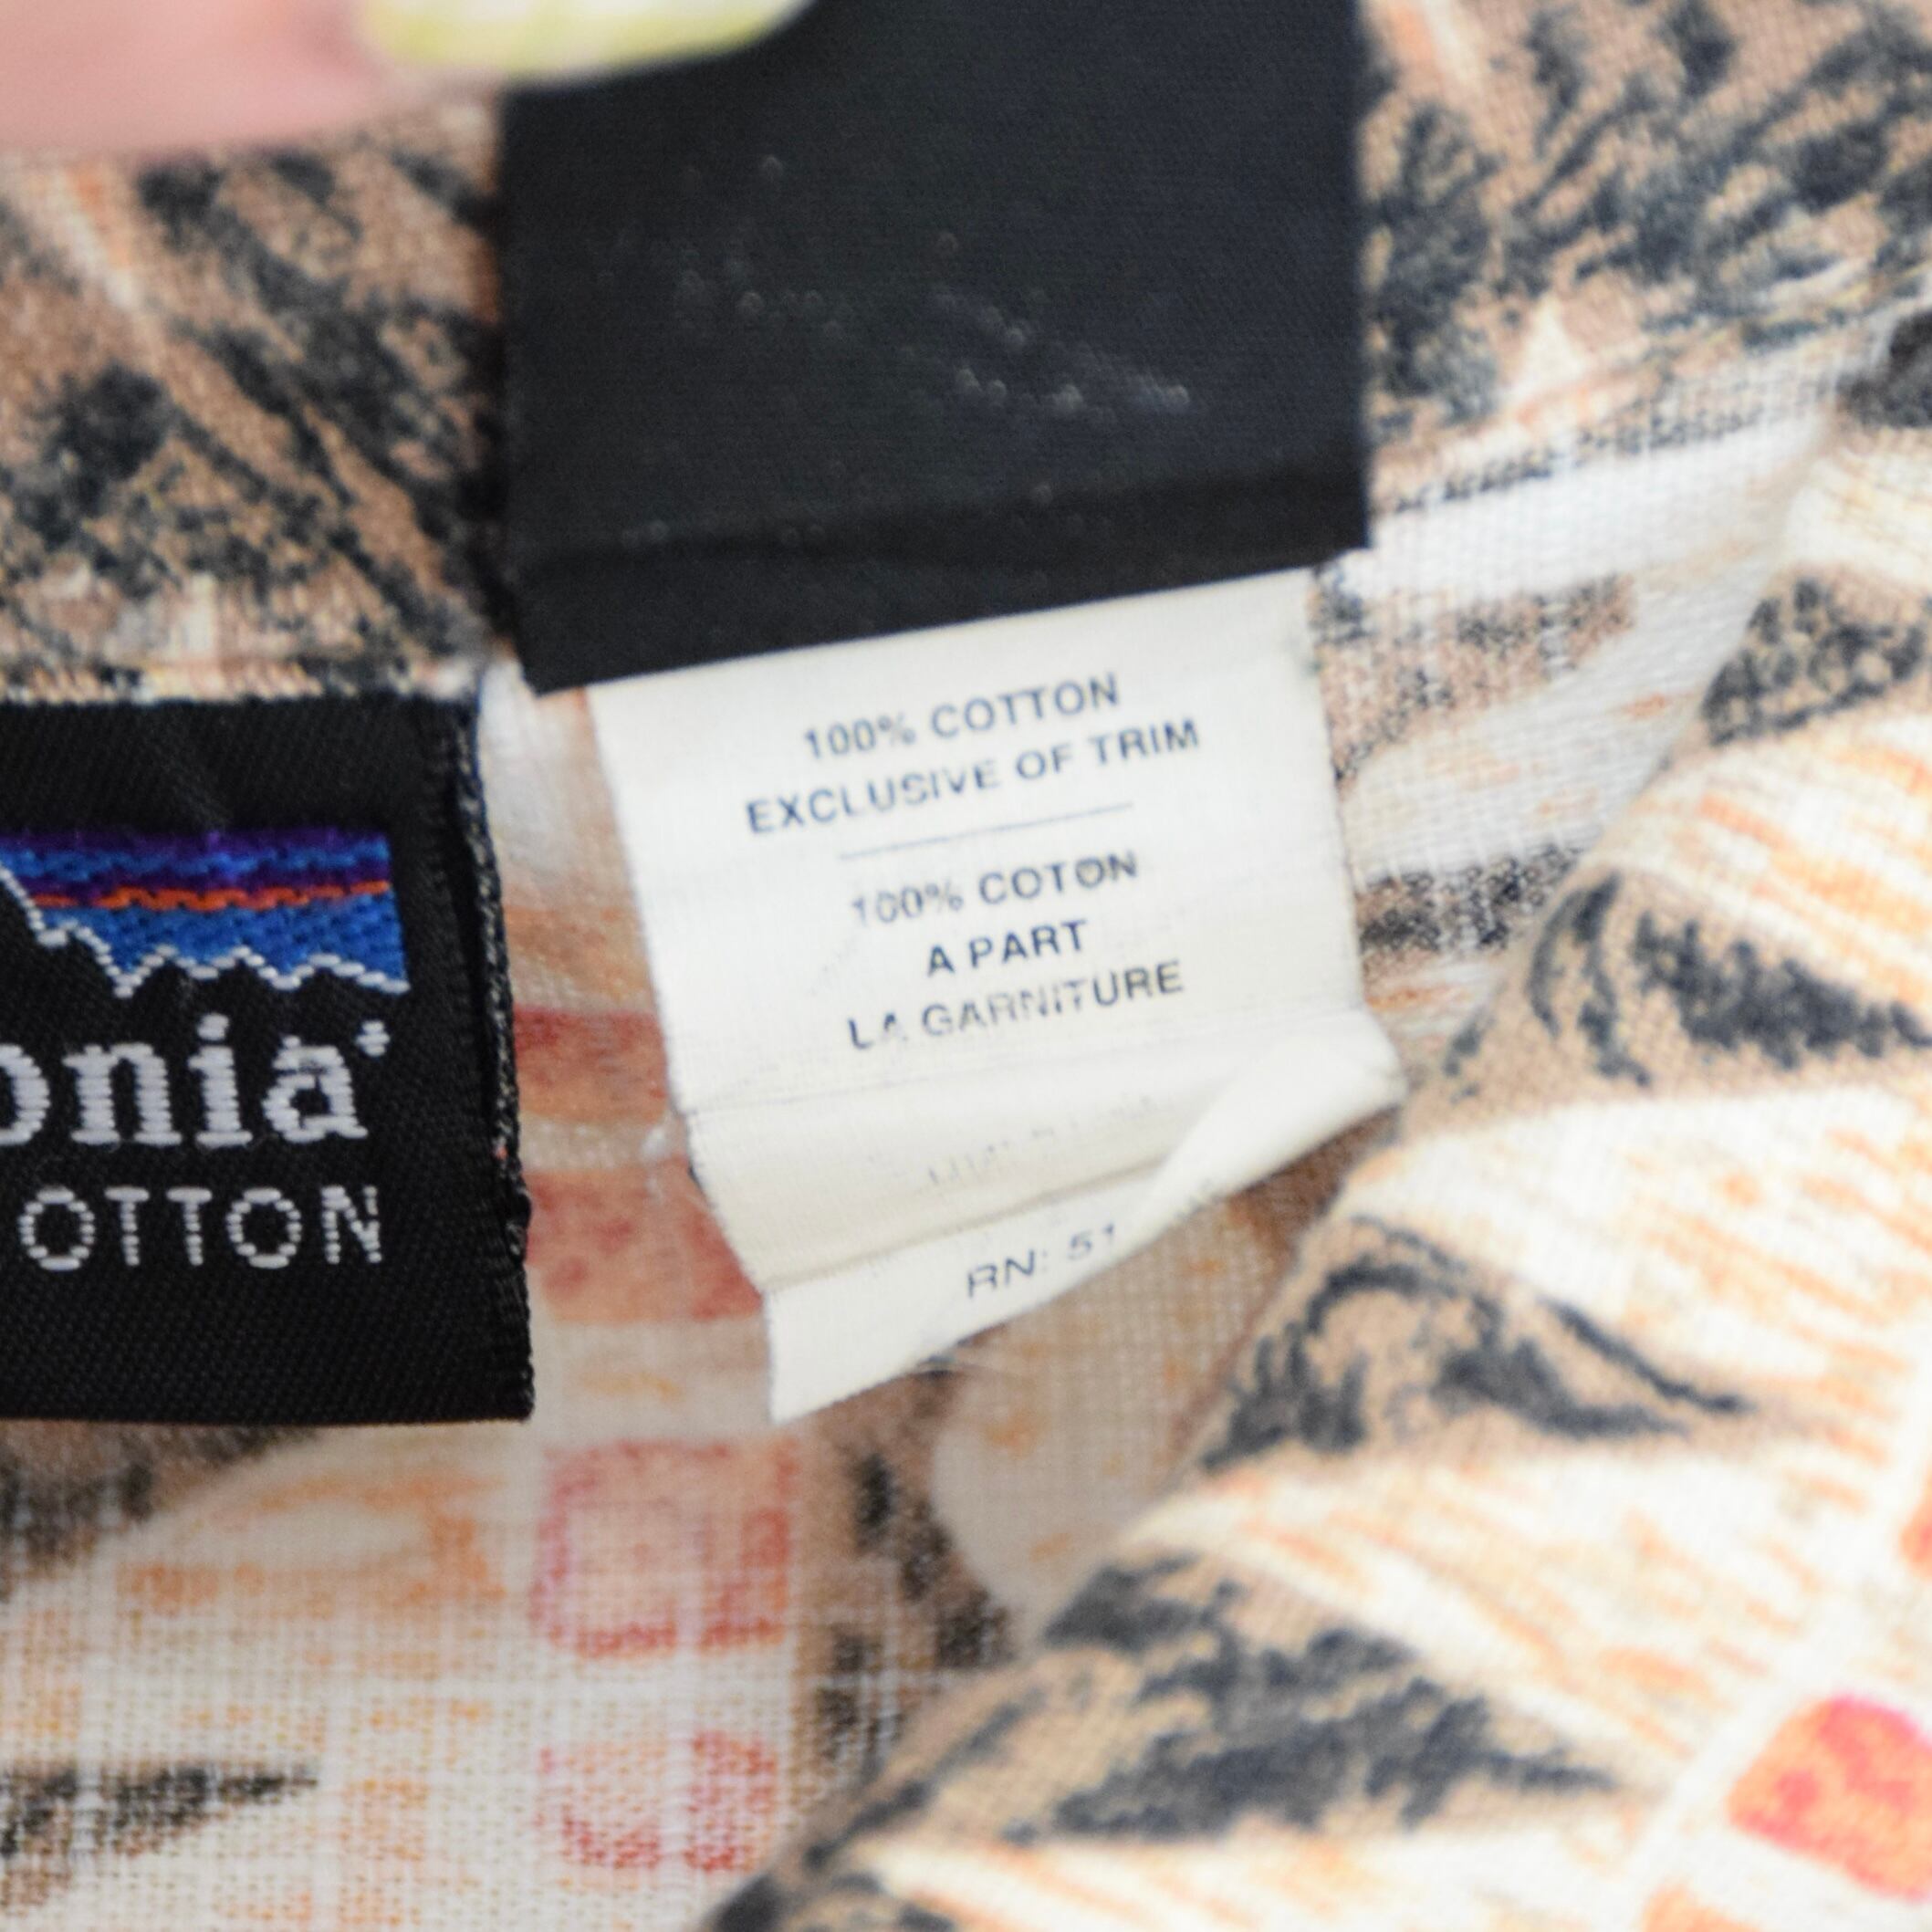 100% COTTON
EXCLUSIVE OF TRIM
100% COTON
A PART
LA GARNITURE
RN: 51
onia
OTTON